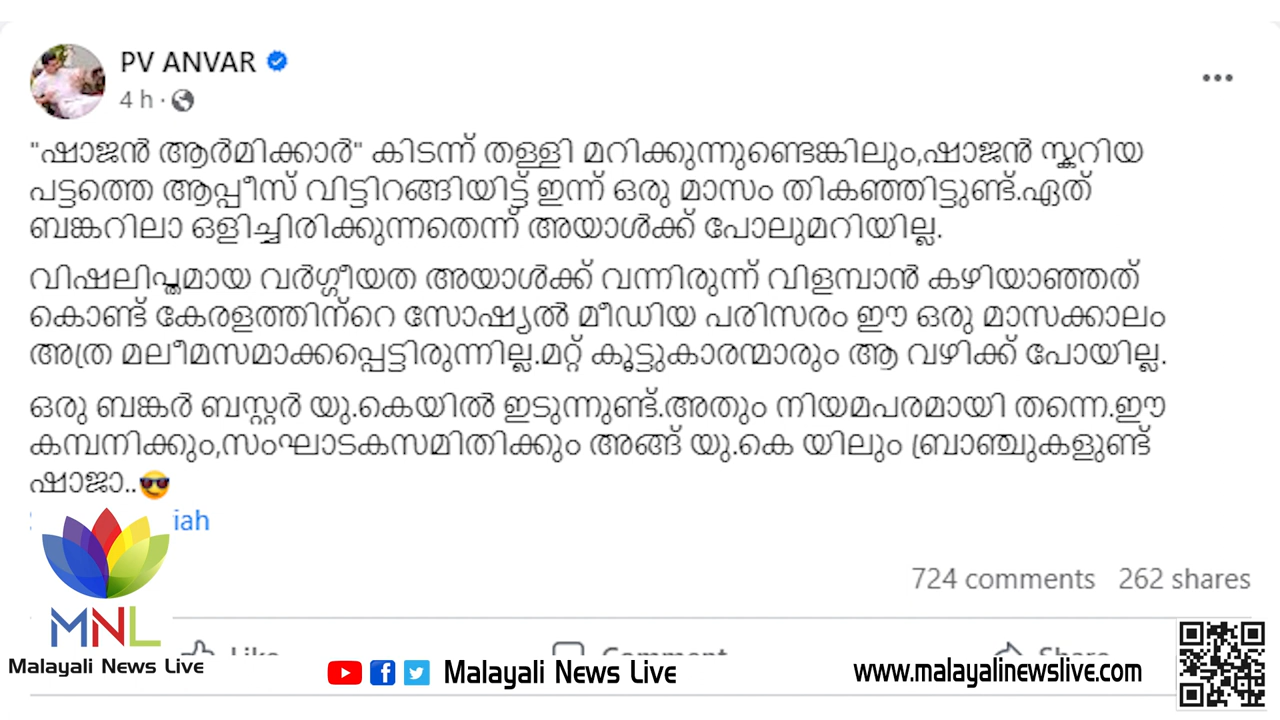 PV ANVAR
4 h ·
"ഷാജൻ ആർമിക്കാർ" കിടന്ന് തള്ളി മറിക്കുന്നുണ്ടെങ്കിലും,ഷാജൻ സ്കറിയ
പട്ടത്തെ ആപ്പീസ് വിട്ടിറങ്ങിയിട്ട് ഇന്ന് ഒരു മാസം തികഞ്ഞിട്ടുണ്ട്.ഏത്
ബങ്കറിലാ ഒളിച്ചിരിക്കുന്നതെന്ന് അയാൾക്ക് പോലുമറിയില്ല.
വിഷലിപ്തമായ വർഗ്ഗീയത അയാൾക്ക് വന്നിരുന്ന് വിളമ്പാൻ കഴിയാഞ്ഞത്
കൊണ്ട് കേരളത്തിന്റെ സോഷ്യൽ മീഡിയ പരിസരം ഈ ഒരു മാസക്കാലം
അത്ര മലീമസമാക്കപ്പെട്ടിരുന്നില്ല.മറ്റ് കൂട്ടുകാരന്മാരും ആ വഴിക്ക് പോയില്ല.
ഒരു ബങ്കർ ബസ്റ്റർ യു.കെയിൽ ഇടുന്നുണ്ട്.അതും നിയമപരമായി തന്നെ.ഈ
കമ്പനിക്കും,സംഘാടകസമിതിക്കും അങ്ങ് യു.കെ യിലും ബ്രാഞ്ചുകളുണ്ട്
ഷാജാ..😎
iah
724 comments 262 shares
Like Comment Share
MNL
Malayali News Live
Malayali News Live
www.malayalinewslive.com